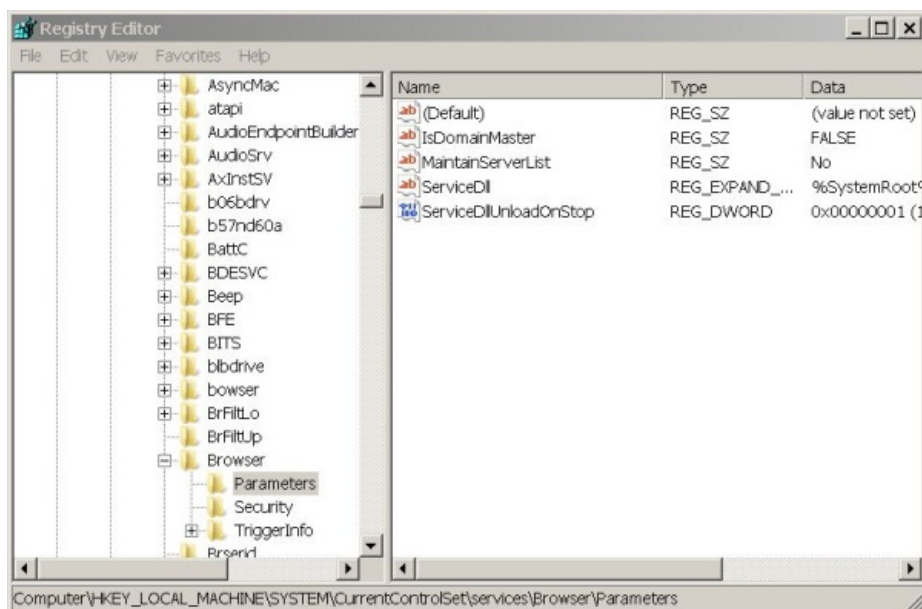 Registry Editor
File Edit View Favorites Help
AsyncMac
atapi
AudioEndpointBuilder
AudioSrv
AxInstSV
b06bdrv
b57nd60a
BattC
BDESVC
Beep
BFE
BITS
blbdrive
bowser
BrFiltLo
BrFiltUp
Browser
Parameters
Security
TriggerInfo
Brserid
Name Type Data
(Default) REG_SZ (value not set)
IsDomainMaster REG_SZ FALSE
MaintainServerList REG_SZ No
ServiceDll REG_EXPAND_... %SystemRoot%
ServiceDllUnloadOnStop REG_DWORD 0x00000001 (1
Computer\HKEY_LOCAL_MACHINE\SYSTEM\CurrentControlSet\services\Browser\Parameters